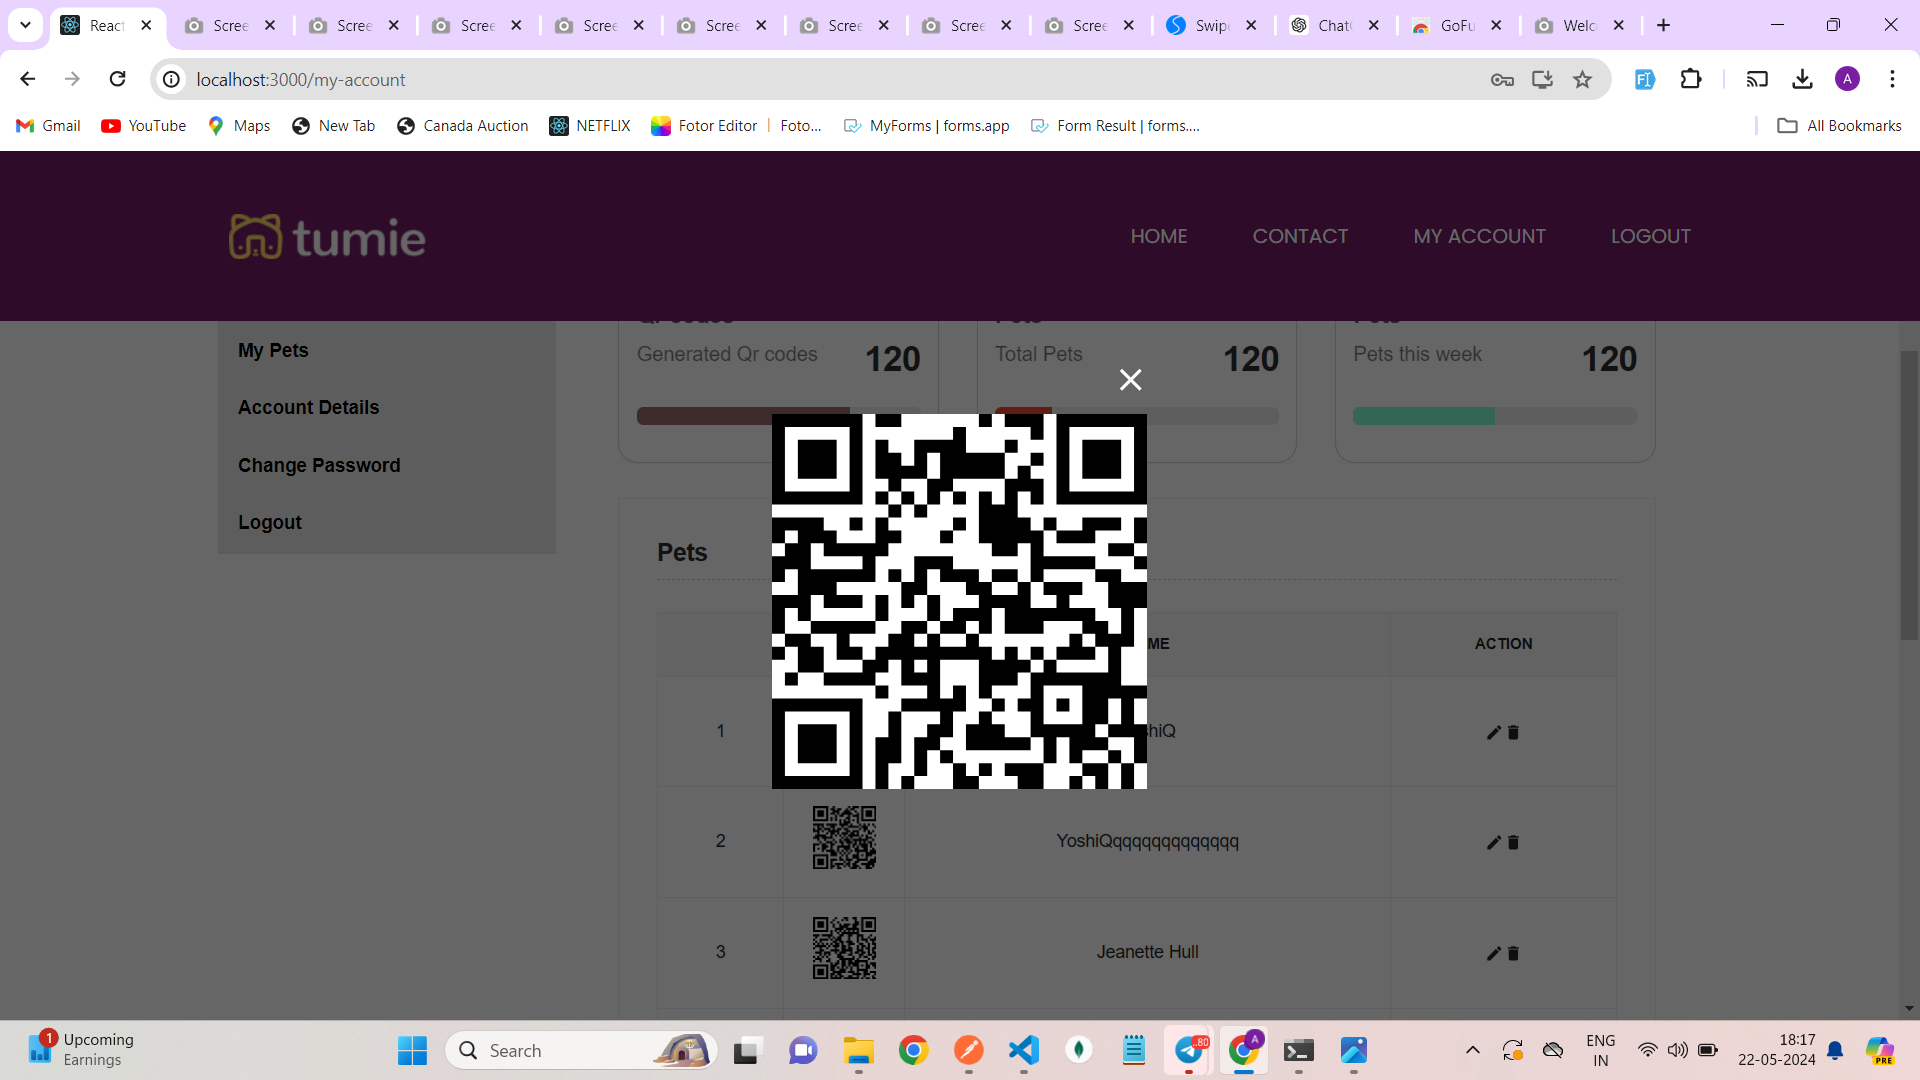 React
Scree
Scree
Scree
Scree
Scree
Scree
Scree
Scree
Swip
Chat
GoFu
Welc
localhost:3000/my-account
A
Gmail
YouTube
Maps
New Tab
Canada Auction
NETFLIX
Fotor Editor | Foto...
MyForms | forms.app
Form Result | forms....
All Bookmarks
tumie
HOME
CONTACT
MY ACCOUNT
LOGOUT
My Pets
Account Details
Change Password
Logout
Generated Qr codes
120
Total Pets
120
Pets this week
120
Pets
ME
ACTION
1
hiQ
2
YoshiQqqqqqqqqqqqqq
3
Jeanette Hull
1
Upcoming
Earnings
Search
..80
A
ENG
IN
18:17
22-05-2024
PRE